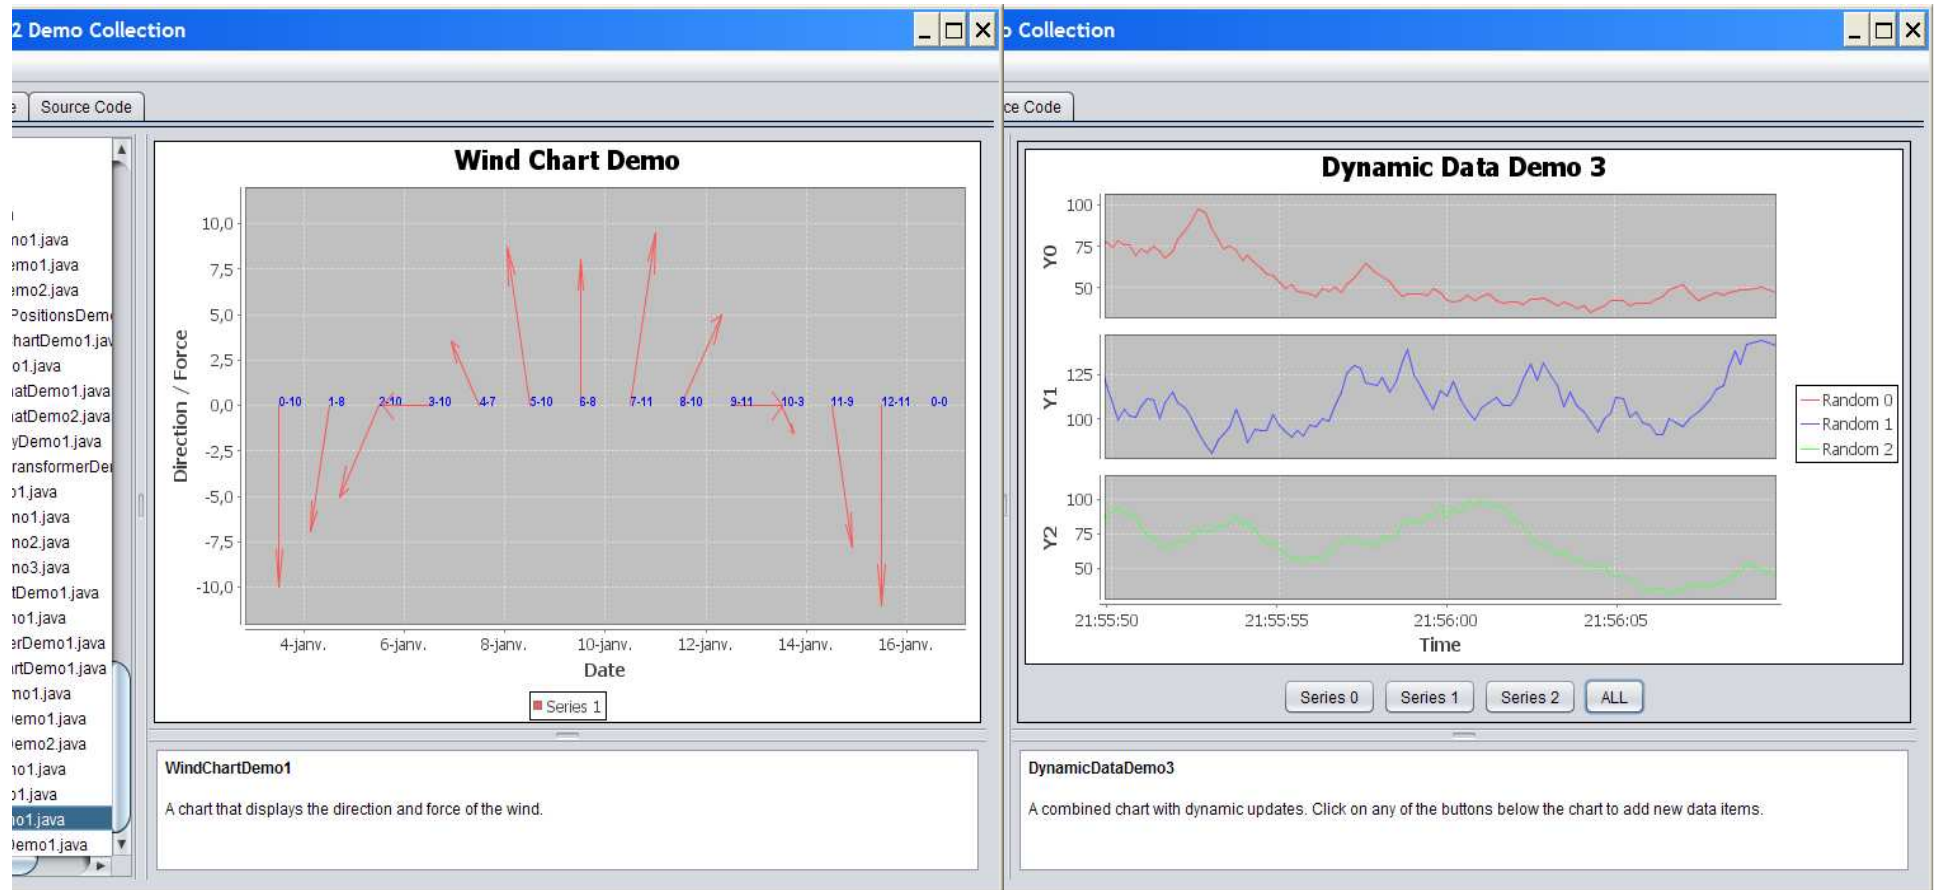 2 Demo Collection
Source Code
no1.java
emo1.java
emo2.java
PositionsDem
hartDemo1.jav
o1.java
natDemo1.java
natDemo2.java
yDemo1.java
ransformerDe
o1.java
no1.java
no2.java
no3.java
tDemo1.java
no1.java
erDemo1.java
rtDemo1.java
no1.java
emo1.java
Demo2.java
no1.java
o1.java
no1.java
Demo1.java
Wind Chart Demo
Direction / Force
10,0
7,5
5,0
2,5
0,0
-2,5
-5,0
-7,5
-10,0
0-10 1-8 2-10 3-10 4-7 5-10 6-8 7-11 8-10 9-11 10-3 11-9 12-11 0-0
4-janv. 6-janv. 8-janv. 10-janv. 12-janv. 14-janv. 16-janv.
Date
Series 1
WindChartDemo1
A chart that displays the direction and force of the wind.
Collection
ce Code
Dynamic Data Demo 3
Y0
100
75
50
Y1
125
100
Y2
100
75
50
21:55:50 21:55:55 21:56:00 21:56:05
Time
Random 0
Random 1
Random 2
Series 0 Series 1 Series 2 ALL
DynamicDataDemo3
A combined chart with dynamic updates. Click on any of the buttons below the chart to add new data items.